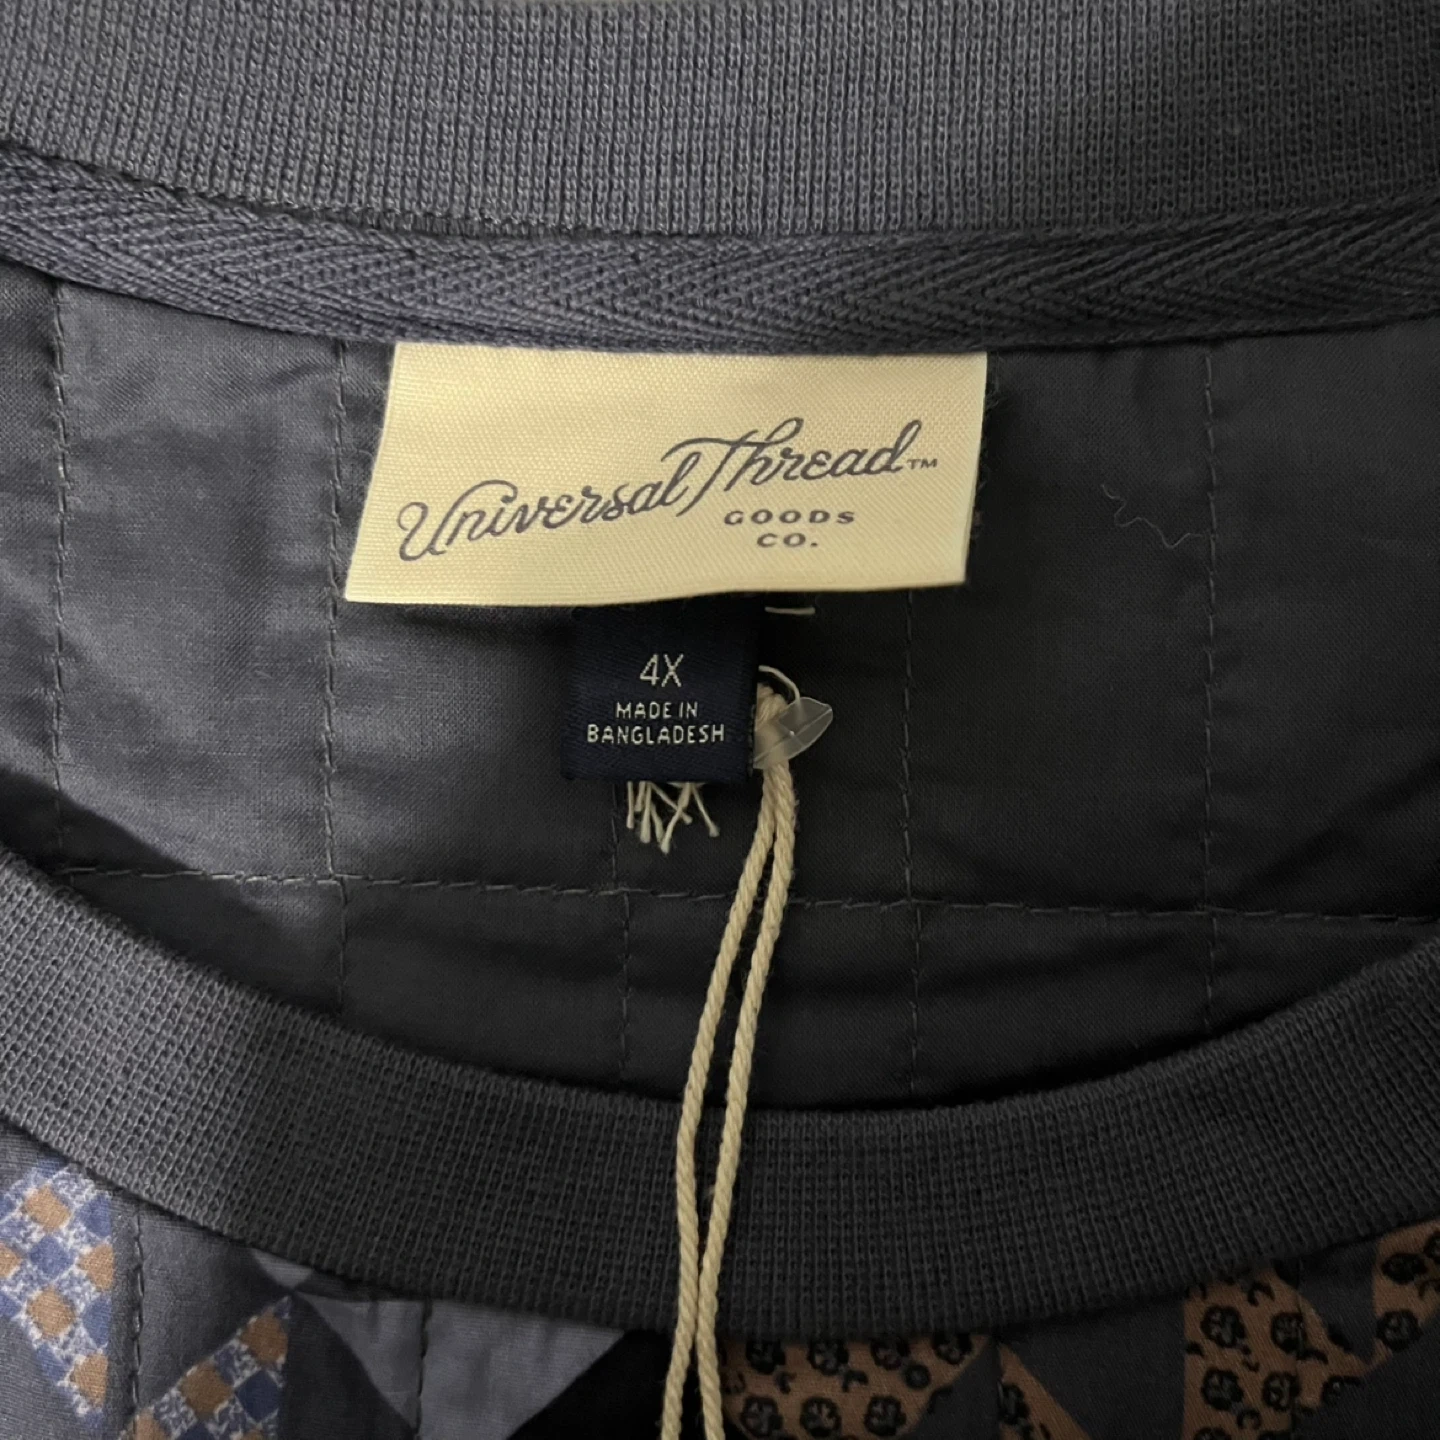 Universal Thread™
GOODS
CO.
4X
MADE IN
BANGLADESH